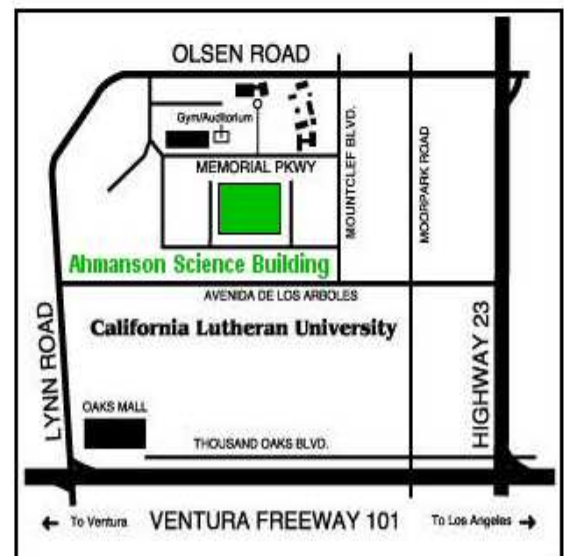 OLSEN ROAD
Gym/Auditorium
MEMORIAL PKWY
MOUNTCLEF BLVD.
MOORPARK ROAD
Ahmanson Science Building
AVENIDA DE LOS ARBOLES
California Lutheran University
LYNN ROAD
HIGHWAY 23
OAKS MALL
THOUSAND OAKS BLVD.
To Ventura
VENTURA FREEWAY 101
To Los Angeles